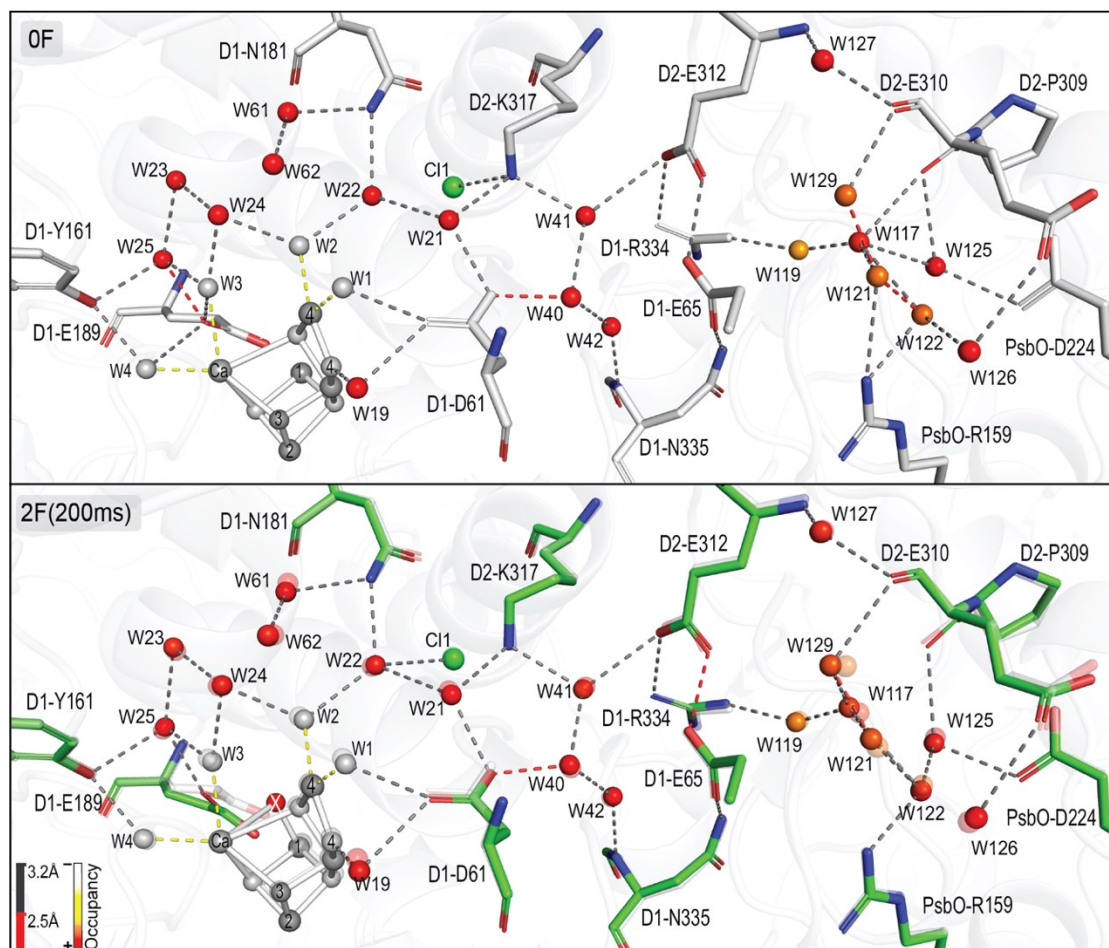 0F
D1-N181
W61
W62
W23
W24
W22
W25
D1-Y161
W3
W2
W1
D1-E189
W4
Ca
4
4
1
3
2
W19
D1-D61
Cl1
W21
D2-K317
W41
W40
W42
D1-N335
D2-E312
D1-R334
D1-E65
W127
D2-E310
D2-P309
W129
W117
W119
W121
W125
W122
W126
PsbO-D224
PsbO-R159
2F(200ms)
D1-N181
W61
W62
W23
W24
W22
W25
D1-Y161
W3
W2
W1
D1-E189
W4
Ca
X
4
4
1
3
2
W19
D1-D61
Cl1
W21
D2-K317
W41
W40
W42
D1-N335
D2-E312
D1-R334
D1-E65
W127
D2-E310
D2-P309
W129
W117
W119
W121
W125
W122
W126
PsbO-D224
PsbO-R159
3.2Å
2.5Å
−
+
Occupancy